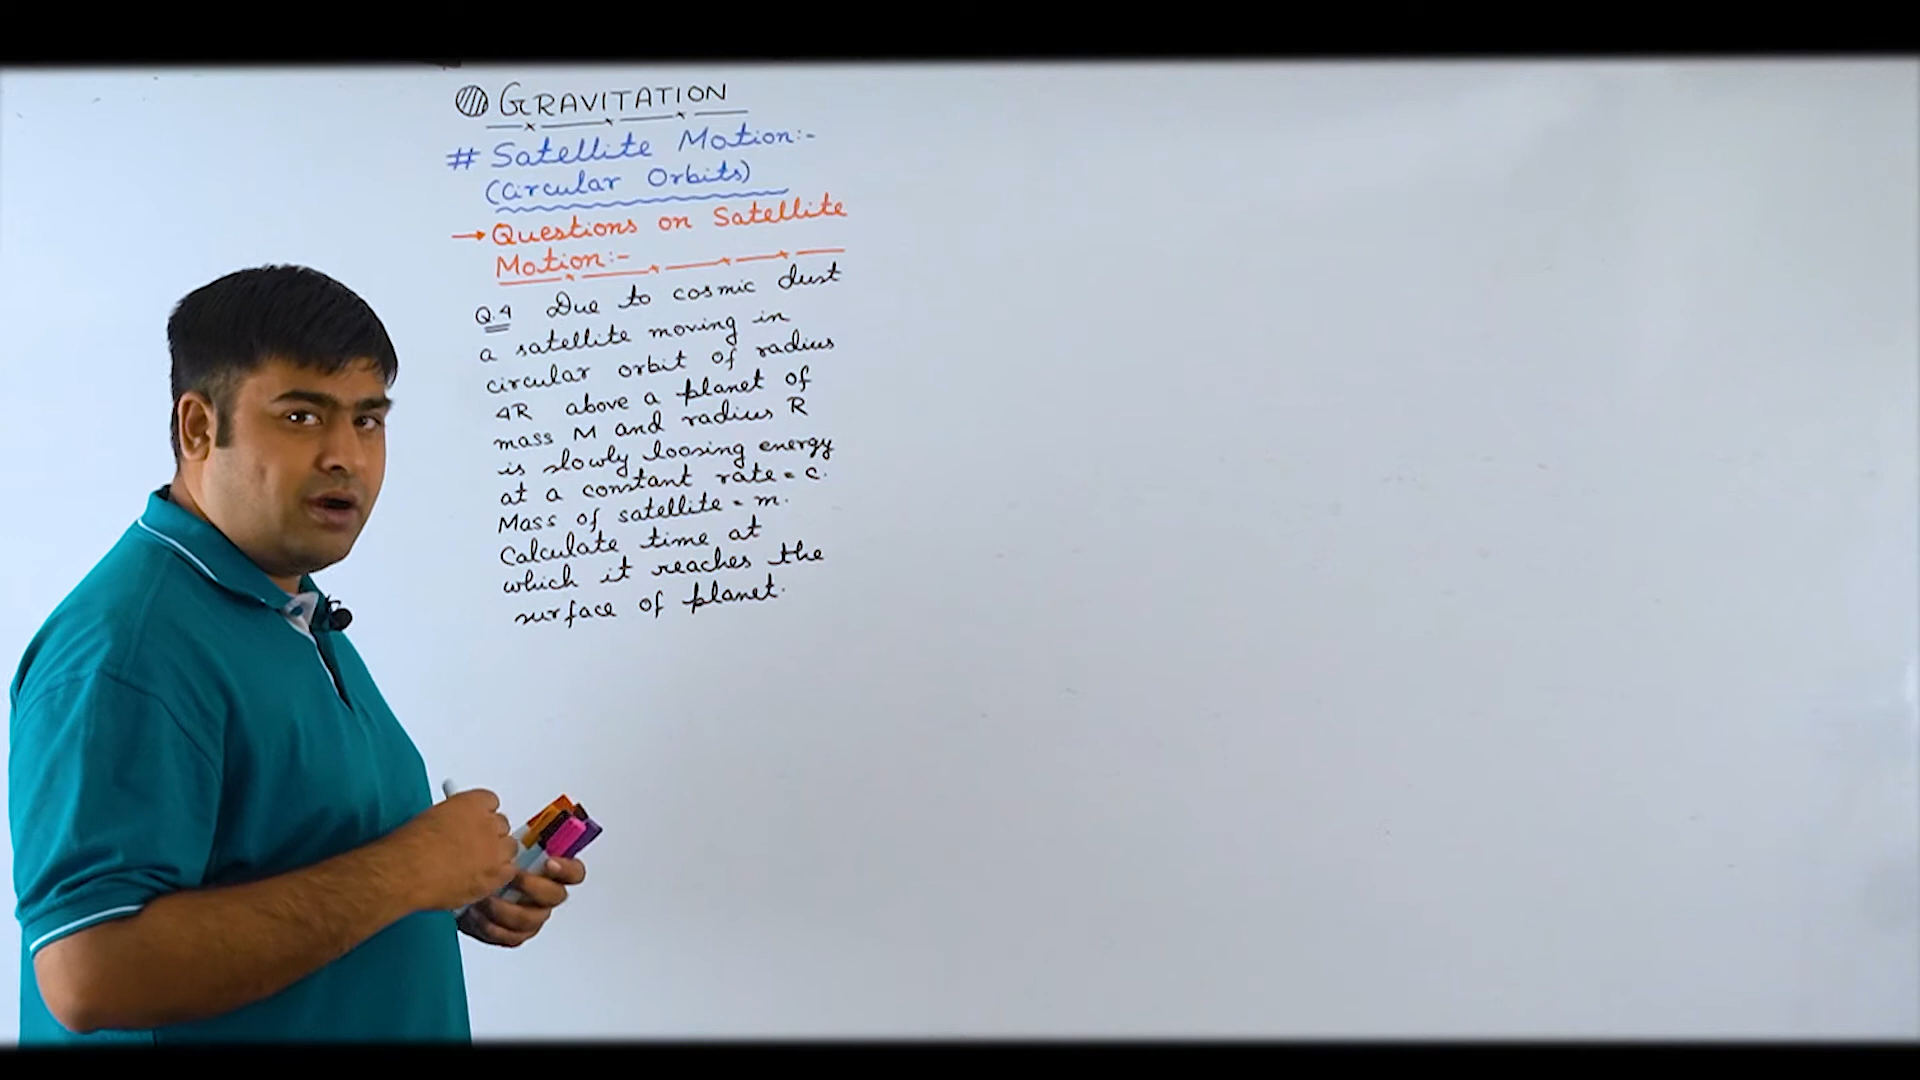 GRAVITATION
# Satellite Motion:-
(Circular Orbits)
→ Questions on Satellite
Motion:-
Q.4 Due to cosmic dust
a satellite moving in
circular orbit of radius
4R above a planet of
mass M and radius R
is slowly loosing energy
at a constant rate = c.
Mass of satellite = m.
Calculate time at
which it reaches the
surface of planet.